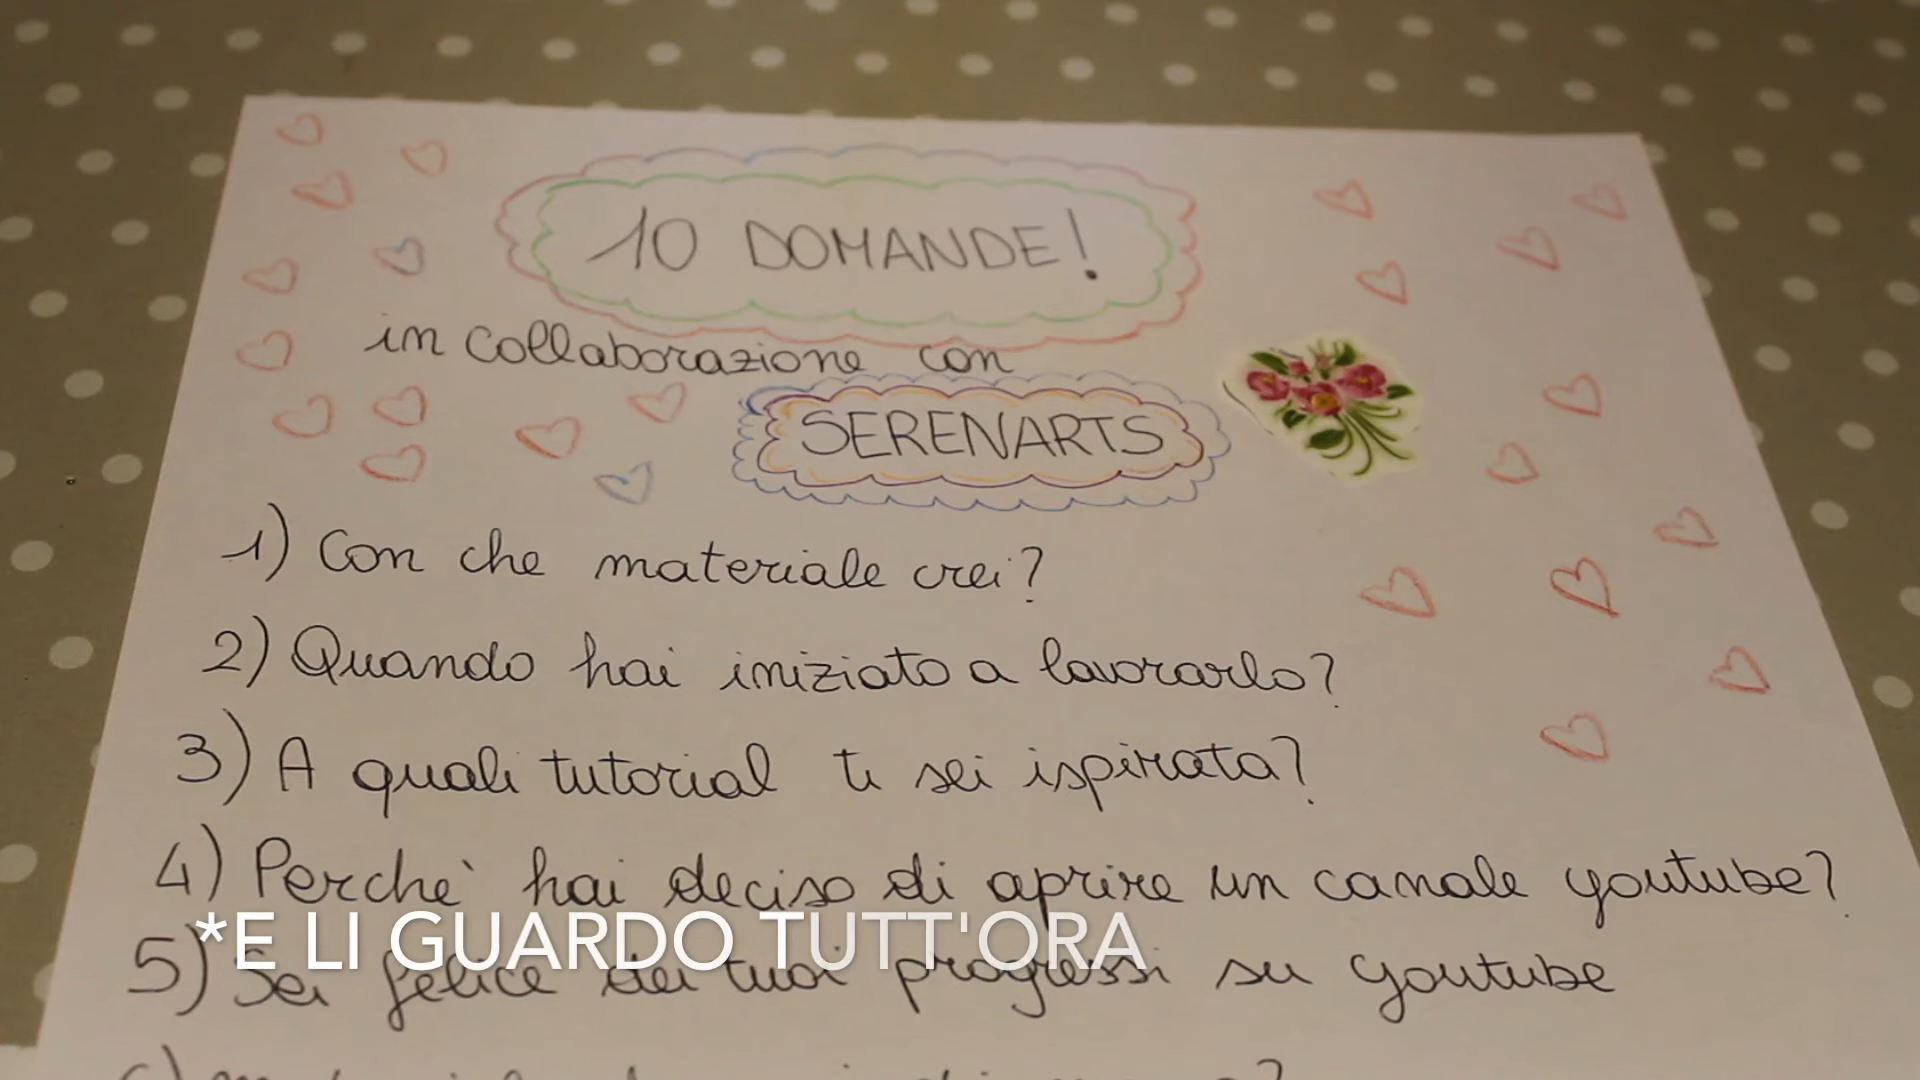 10 DOMANDE!
in collaborazione con
SERENARTS
1) Con che materiale crei?
2) Quando hai iniziato a lavorarlo?
3) A quali tutorial ti sei ispirata?
4) Perchè hai deciso di aprire un canale youtube?
*E LI GUARDO TUTT'ORA
5) Sei felice dei tuoi progressi su youtube